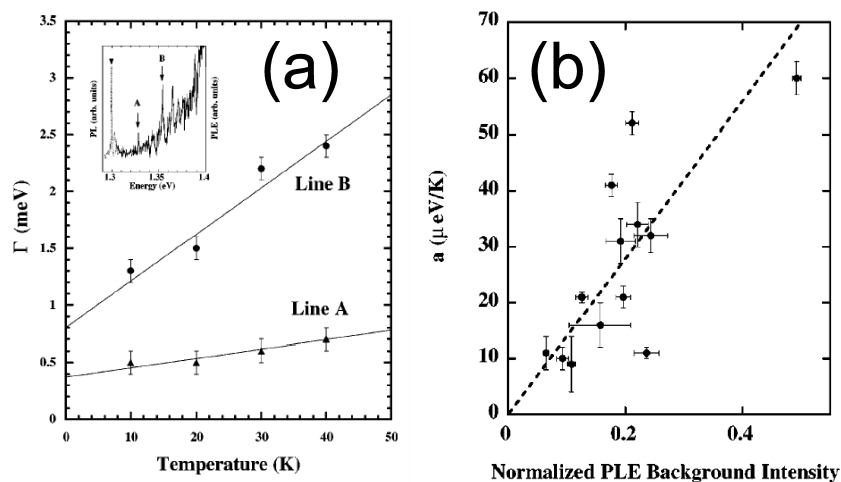 (a)
3.5
3
2.5
2
1.5
1
0.5
0
Γ (meV)
PL (arb. units)
PLE (arb. units)
A
B
1.3
1.35
1.4
Energy (eV)
Line B
Line A
0
10
20
30
40
50
Temperature (K)
(b)
70
60
50
40
30
20
10
0
a (μ eV/K)
0
0.2
0.4
Normalized PLE Background Intensity